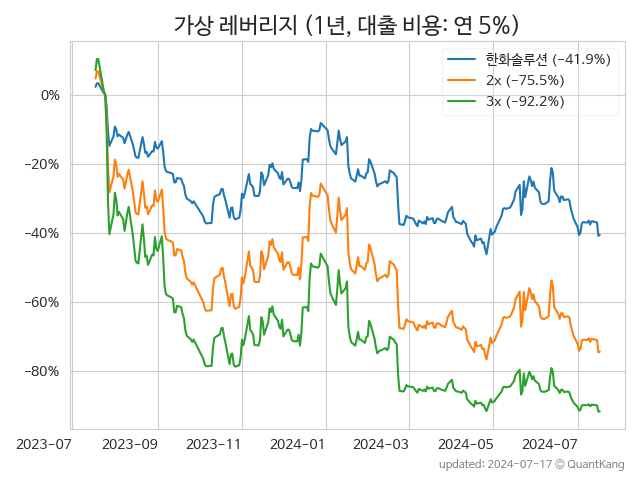 가상 레버리지 (1년, 대출 비용: 연 5%)
한화솔루션 (−41.9%)
2x (−75.5%)
3x (−92.2%)
0%
−20%
−40%
−60%
−80%
2023-07 2023-09 2023-11 2024-01 2024-03 2024-05 2024-07
updated: 2024-07-17 © QuantKang